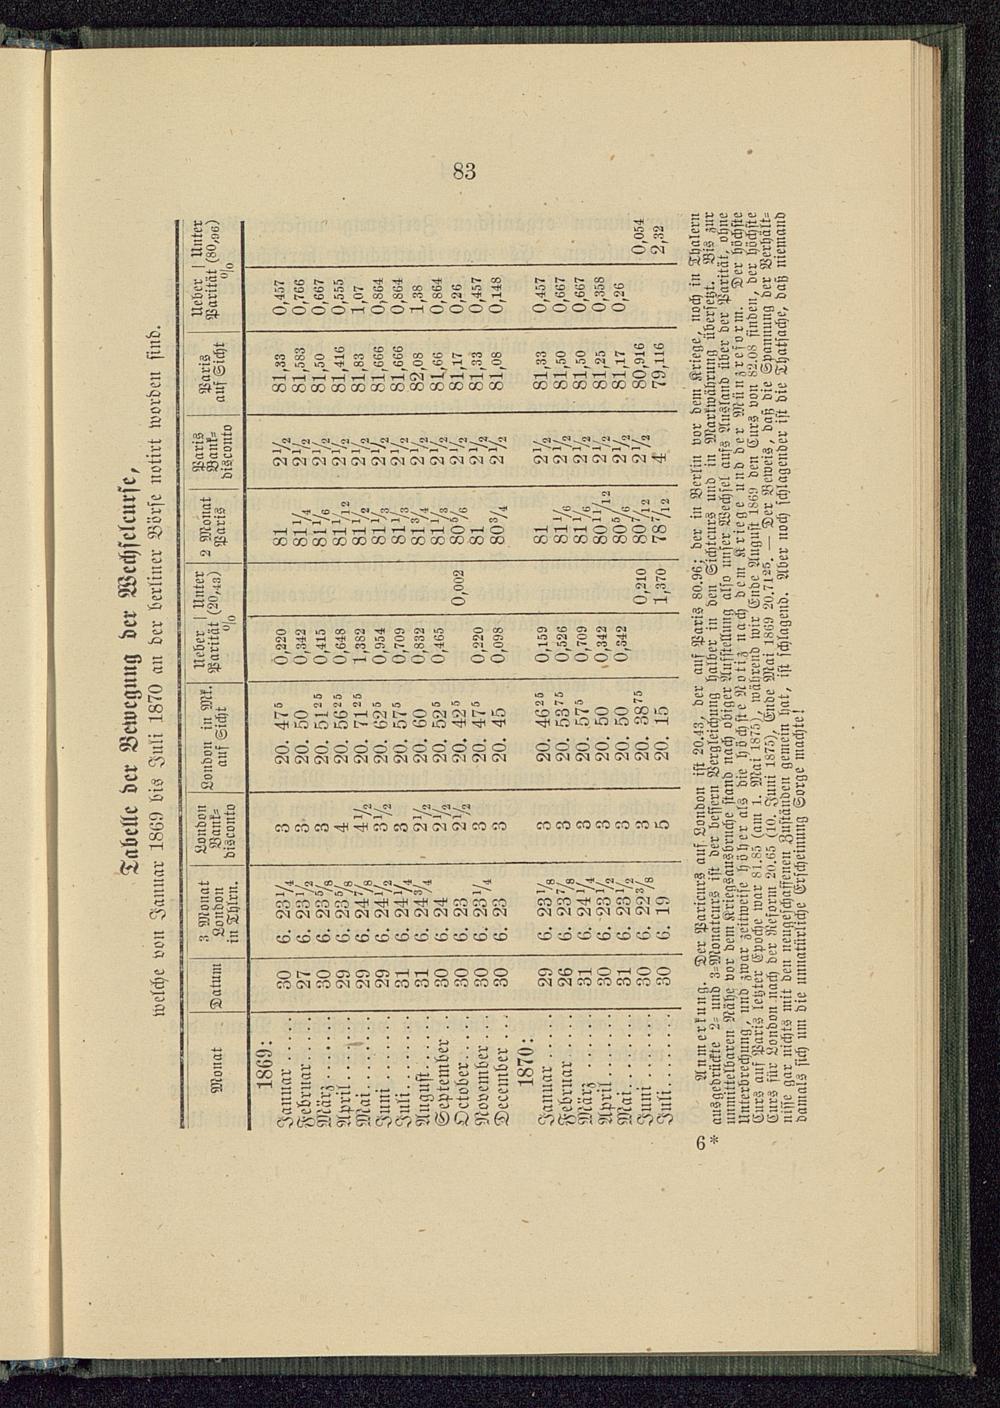 83
Tabelle der Bewegung der Wechselcurse,
welche von Januar 1869 bis Juli 1870 an der berliner Börse notirt worden sind.
Monat | Datum | 3 Monat London in Thlrn. | London Bank-disconto | London in Mk. auf Sicht | Ueber | Unter Parität (20,43) % | 2 Monat Paris | Paris Bank-disconto | Paris auf Sicht | Ueber | Unter Parität (80,96) %
1869:
Januar .... 30 | 6. 23 1/4 | 3 | 20. 47 5 | 0,220 | | 81 | 2 1/2 | 81,33 | 0,457
Februar .... 27 | 6. 23 1/2 | 3 | 20. 50 | 0,342 | | 81 1/4 | 2 1/2 | 81,583 | 0,766
März ...... 30 | 6. 23 5/8 | 3 | 20. 51 25 | 0,415 | | 81 1/6 | 2 1/2 | 81,50 | 0,667
April ...... 29 | 6. 23 5/8 | 4 | 20. 56 25 | 0,648 | | 81 1/12 | 2 1/2 | 81,416 | 0,555
Mai ....... 29 | 6. 24 7/8 | 4 1/2 | 20. 71 25 | 1,382 | | 81 1/2 | 2 1/2 | 81,83 | 1,07
Juni ...... 29 | 6. 24 1/2 | 3 1/2 | 20. 62 5 | 0,954 | | 81 1/3 | 2 1/2 | 81,666 | 0,864
Juli ....... 31 | 6. 24 1/4 | 3 | 20. 57 5 | 0,709 | | 81 1/3 | 2 1/2 | 81,666 | 0,864
August ..... 31 | 6. 24 3/4 | 2 1/2 | 20. 60 | 0,832 | | 81 3/4 | 2 1/2 | 82,08 | 1,38
September .. 30 | 6. 24 | 2 1/2 | 20. 52 5 | 0,465 | | 81 1/3 | 2 1/2 | 81,66 | 0,864
October .... 30 | 6. 23 | 2 1/2 | 20. 42 5 | | 0,002 | 80 5/6 | 2 1/2 | 81,17 | 0,26
November .. 30 | 6. 23 1/4 | 3 | 20. 47 5 | 0,220 | | 81 | 2 1/2 | 81,33 | 0,457
December .. 30 | 6. 23 | 3 | 20. 45 | 0,098 | | 80 3/4 | 2 1/2 | 81,08 | 0,148
1870:
Januar .... 29 | 6. 23 1/8 | 3 | 20. 46 25 | 0,159 | | 81 | 2 1/2 | 81,33 | 0,457
Februar .... 26 | 6. 23 7/8 | 3 | 20. 53 75 | 0,526 | | 81 1/6 | 2 1/2 | 81,50 | 0,667
März ...... 31 | 6. 24 1/4 | 3 | 20. 57 5 | 0,709 | | 81 1/6 | 2 1/2 | 81,50 | 0,667
April ...... 30 | 6. 23 1/2 | 3 | 20. 50 | 0,342 | | 80 11/12 | 2 1/2 | 81,25 | 0,358
Mai ....... 31 | 6. 23 1/2 | 3 | 20. 50 | 0,342 | | 80 5/6 | 2 1/2 | 81,17 | 0,26
Juni ...... 30 | 6. 22 3/8 | 3 | 20. 38 75 | | 0,210 | 80 7/12 | 2 1/2 | 80,916 | | 0,054
Juli ....... 30 | 6. 19 | 5 | 20. 15 | | 1,370 | 78 7/12 | 4 | 79,116 | | 2,32
Anmerkung. Der Paricurs auf London ist 20.43, der auf Paris 80.96; der in Berlin vor dem Kriege, noch in Thalern
ausgedrückte 2- und 3-Monatcurs ist der bessern Vergleichung halber in den Sichtcurs und in Markwährung übersetzt. Bis zur
unmittelbaren Nähe vor dem Kriegsausbruche stand nach obiger Aufstellung also unser Wechsel aufs Ausland über der Parität, ohne
Unterbrechung, und zwar zeitweise höher als die höchste Notiz nach dem Kriege und der Münzreform. Der höchste
Curs auf Paris letzter Epoche war 81.85 (am 1. Mai 1875), während wir Ende August 1869 den Curs von 82.08 finden, der höchste
Curs für London nach der Reform 20.65 (10. Juni 1875), Ende Mai 1869 20.7125. — Der Beweis, daß die Spannung der Verhält-
nisse gar nichts mit den neugeschaffenen Zuständen gemein hat, ist schlagend. Aber noch schlagender ist die Thatsache, daß niemand
damals sich um die unnatürliche Erscheinung Sorge machte!
6*